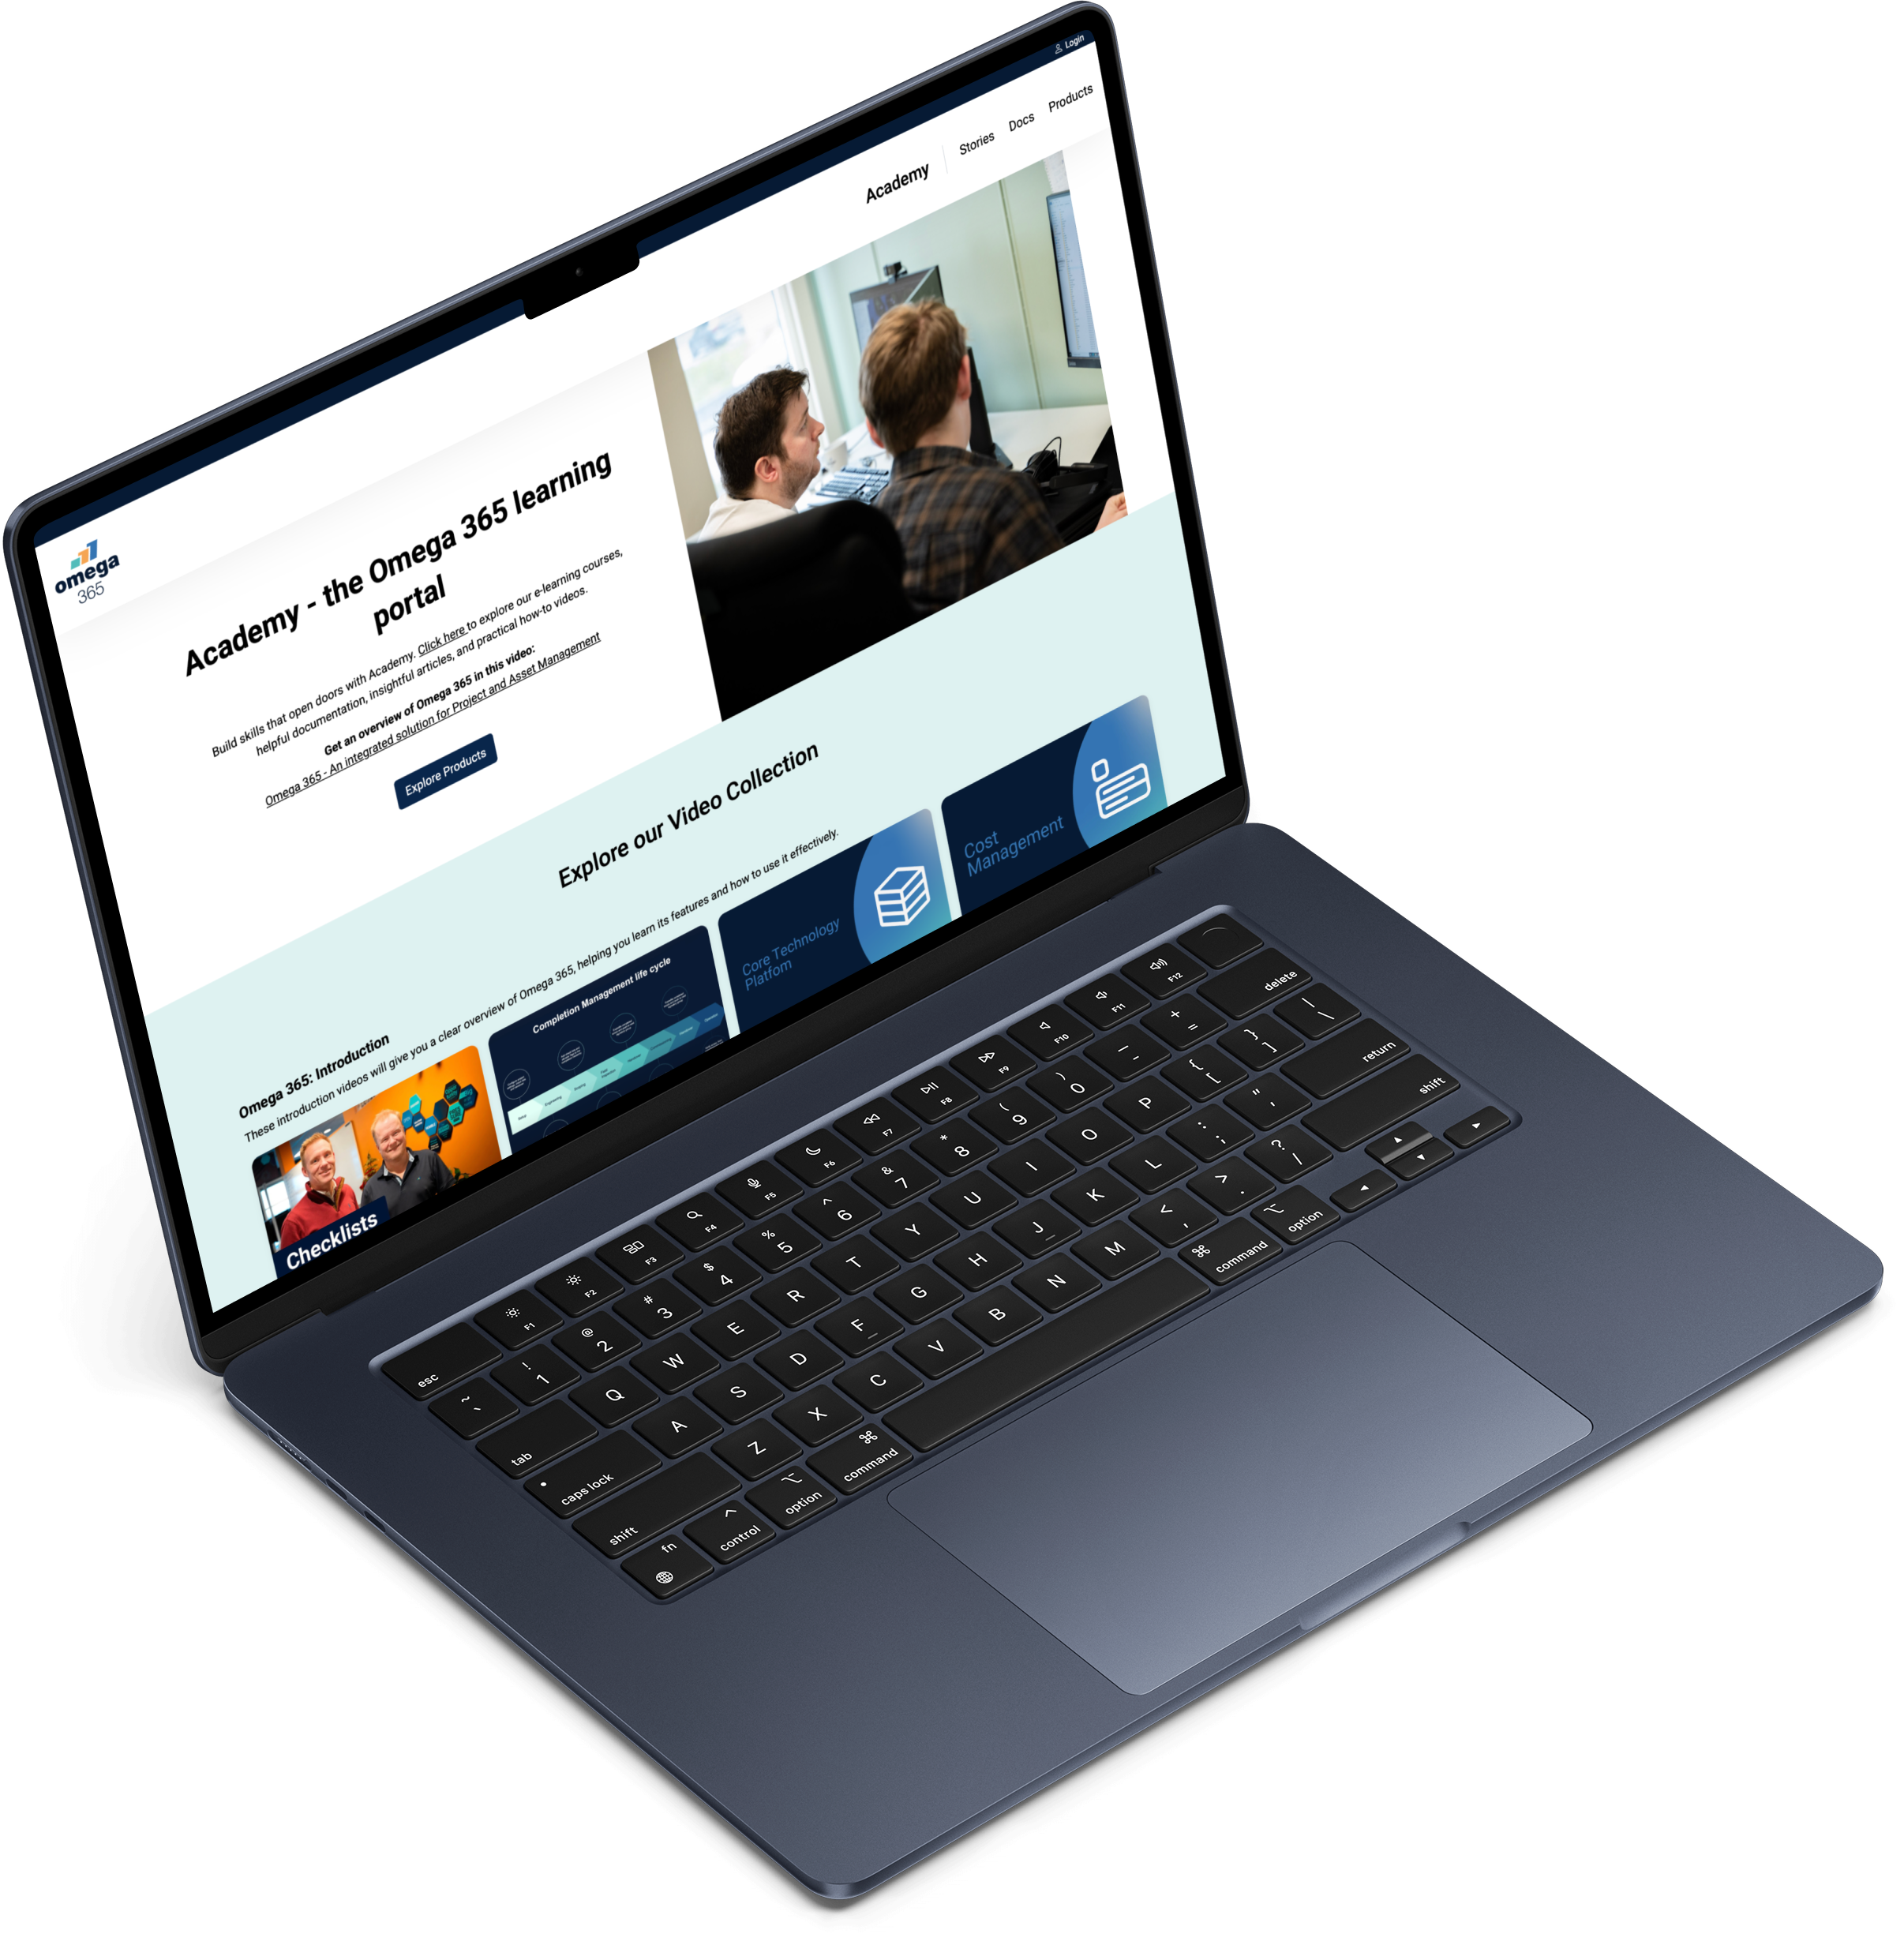 Login
omega
365
Academy
Stories
Docs
Products
Academy - the Omega 365 learning
portal
Build skills that open doors with Academy. Click here to explore our e-learning courses,
helpful documentation, insightful articles, and practical how-to videos.
Get an overview of Omega 365 in this video:
Omega 365 - An integrated solution for Project and Asset Management
Explore Products
Explore our Video Collection
Omega 365: Introduction
These introduction videos will give you a clear overview of Omega 365, helping you learn its features and how to use it effectively.
Checklists
Completion Management life cycle
Core Technology
Platfom
Cost
Management
esc F1 F2 F3 F4 F5 F6 F7 F8 F9 F10 F11 F12
~ ` ! 1 @ 2 # 3 $ 4 % 5 ^ 6 & 7 * 8 ( 9 ) 0 — - + = delete
tab Q W E R T Y U I O P { [ } ] | \
caps lock A S D F G H J K L : ; " ' return
shift Z X C V B N M < , > . ? / shift
fn control option command command option